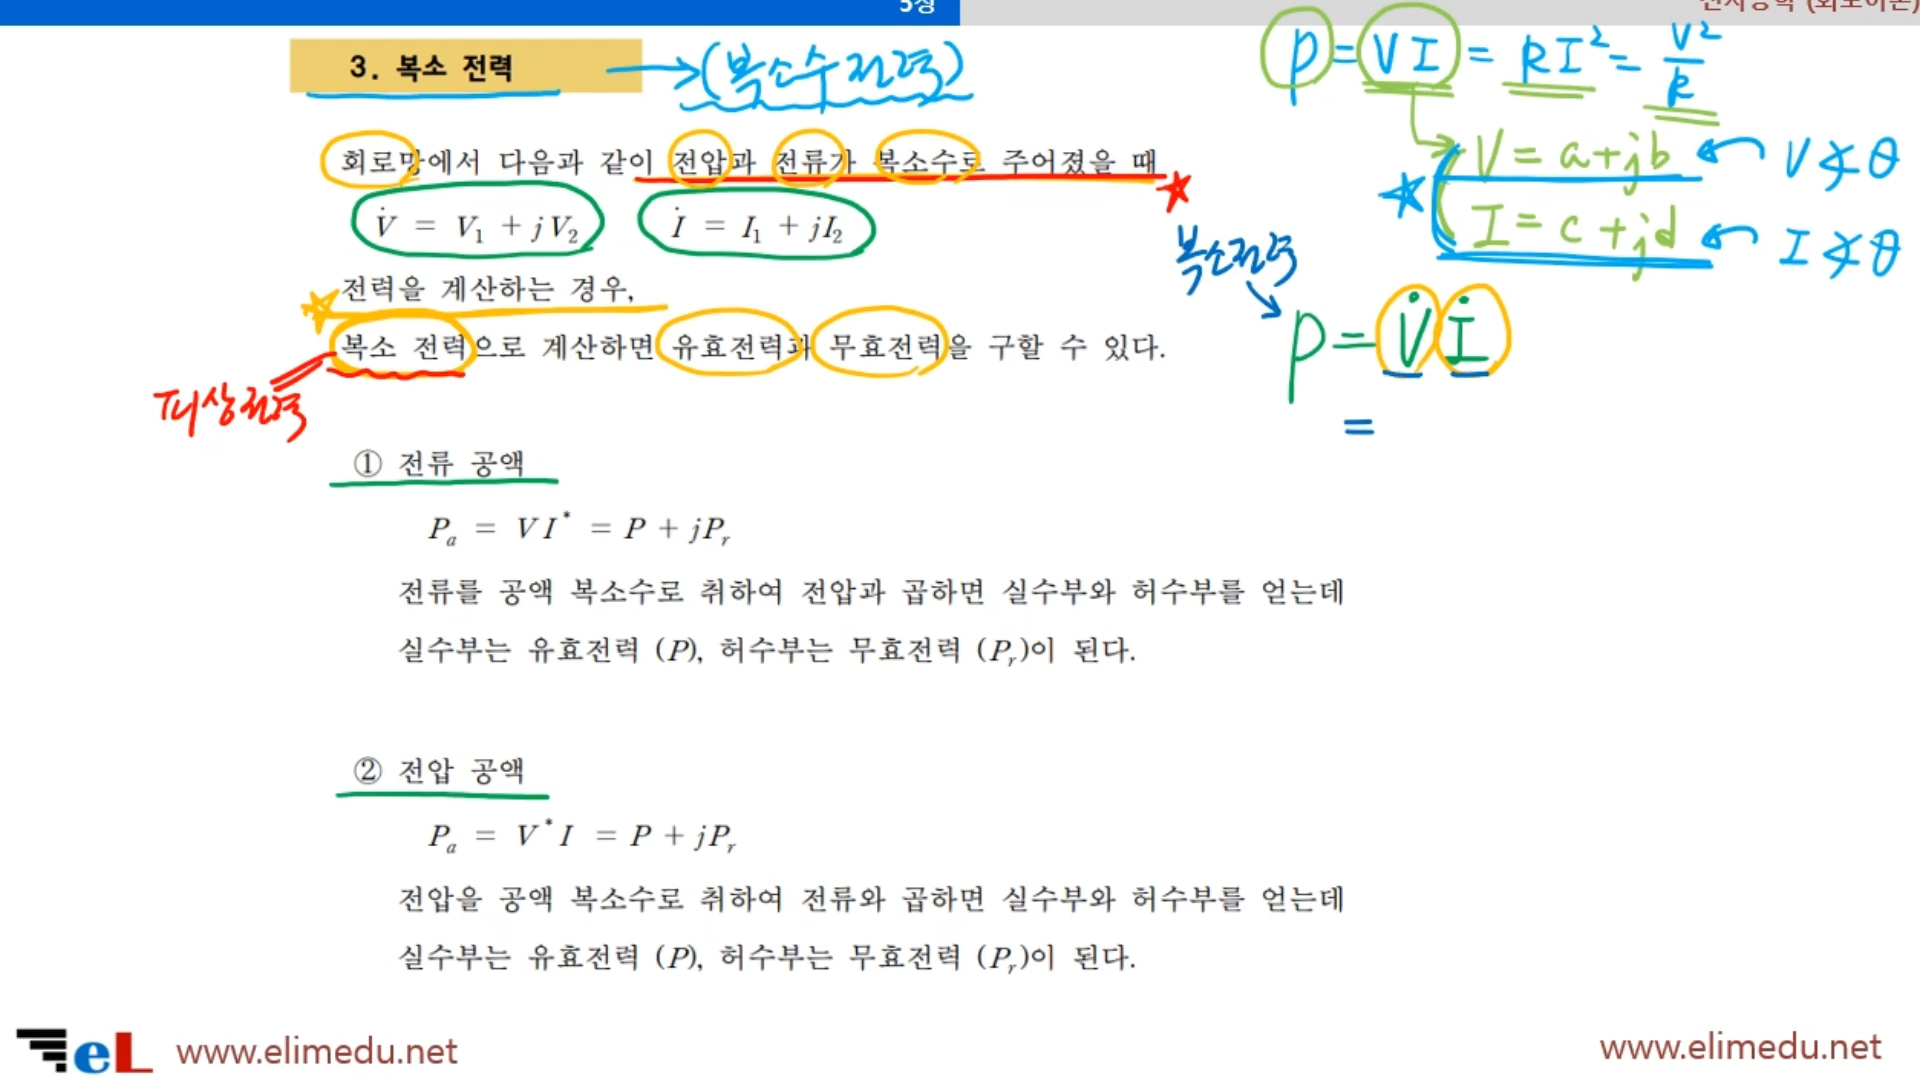 5장
3. 복소 전력
(복소수전력)
P = VI = RI² = V²/R
회로망에서 다음과 같이 전압과 전류가 복소수로 주어졌을 때
V = a+jb
V∠θ
I = c+jd
I∠θ
V̇ = V₁ + jV₂
İ = I₁ + jI₂
복소전력
전력을 계산하는 경우,
P = V̇ İ
=
복소 전력으로 계산하면 유효전력과 무효전력을 구할 수 있다.
피상전력
① 전류 공액
Pₐ = VI* = P + jPᵣ
전류를 공액 복소수로 취하여 전압과 곱하면 실수부와 허수부를 얻는데
실수부는 유효전력 (P), 허수부는 무효전력 (Pᵣ)이 된다.
② 전압 공액
Pₐ = V*I = P + jPᵣ
전압을 공액 복소수로 취하여 전류와 곱하면 실수부와 허수부를 얻는데
실수부는 유효전력 (P), 허수부는 무효전력 (Pᵣ)이 된다.
eL www.elimedu.net
www.elimedu.net